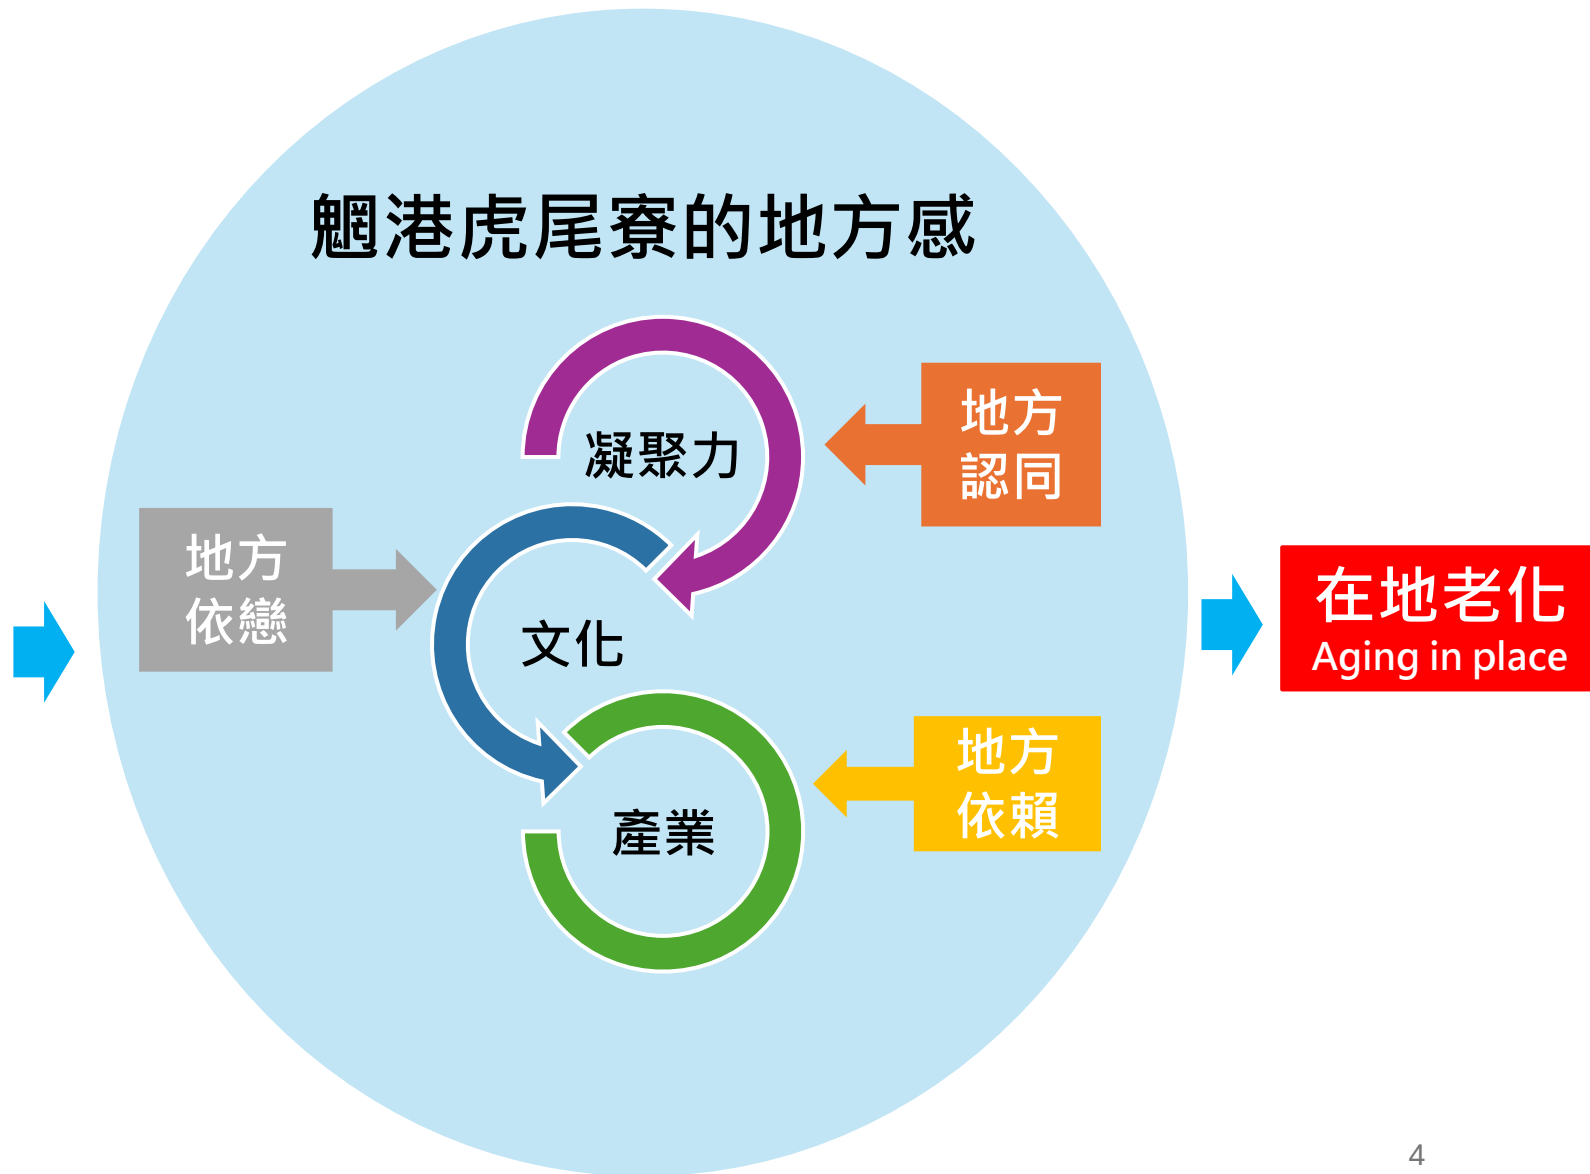 魍港虎尾寮的地方感
凝聚力
地方
認同
地方
依戀
文化
產業
地方
依賴
在地老化
Aging in place
4